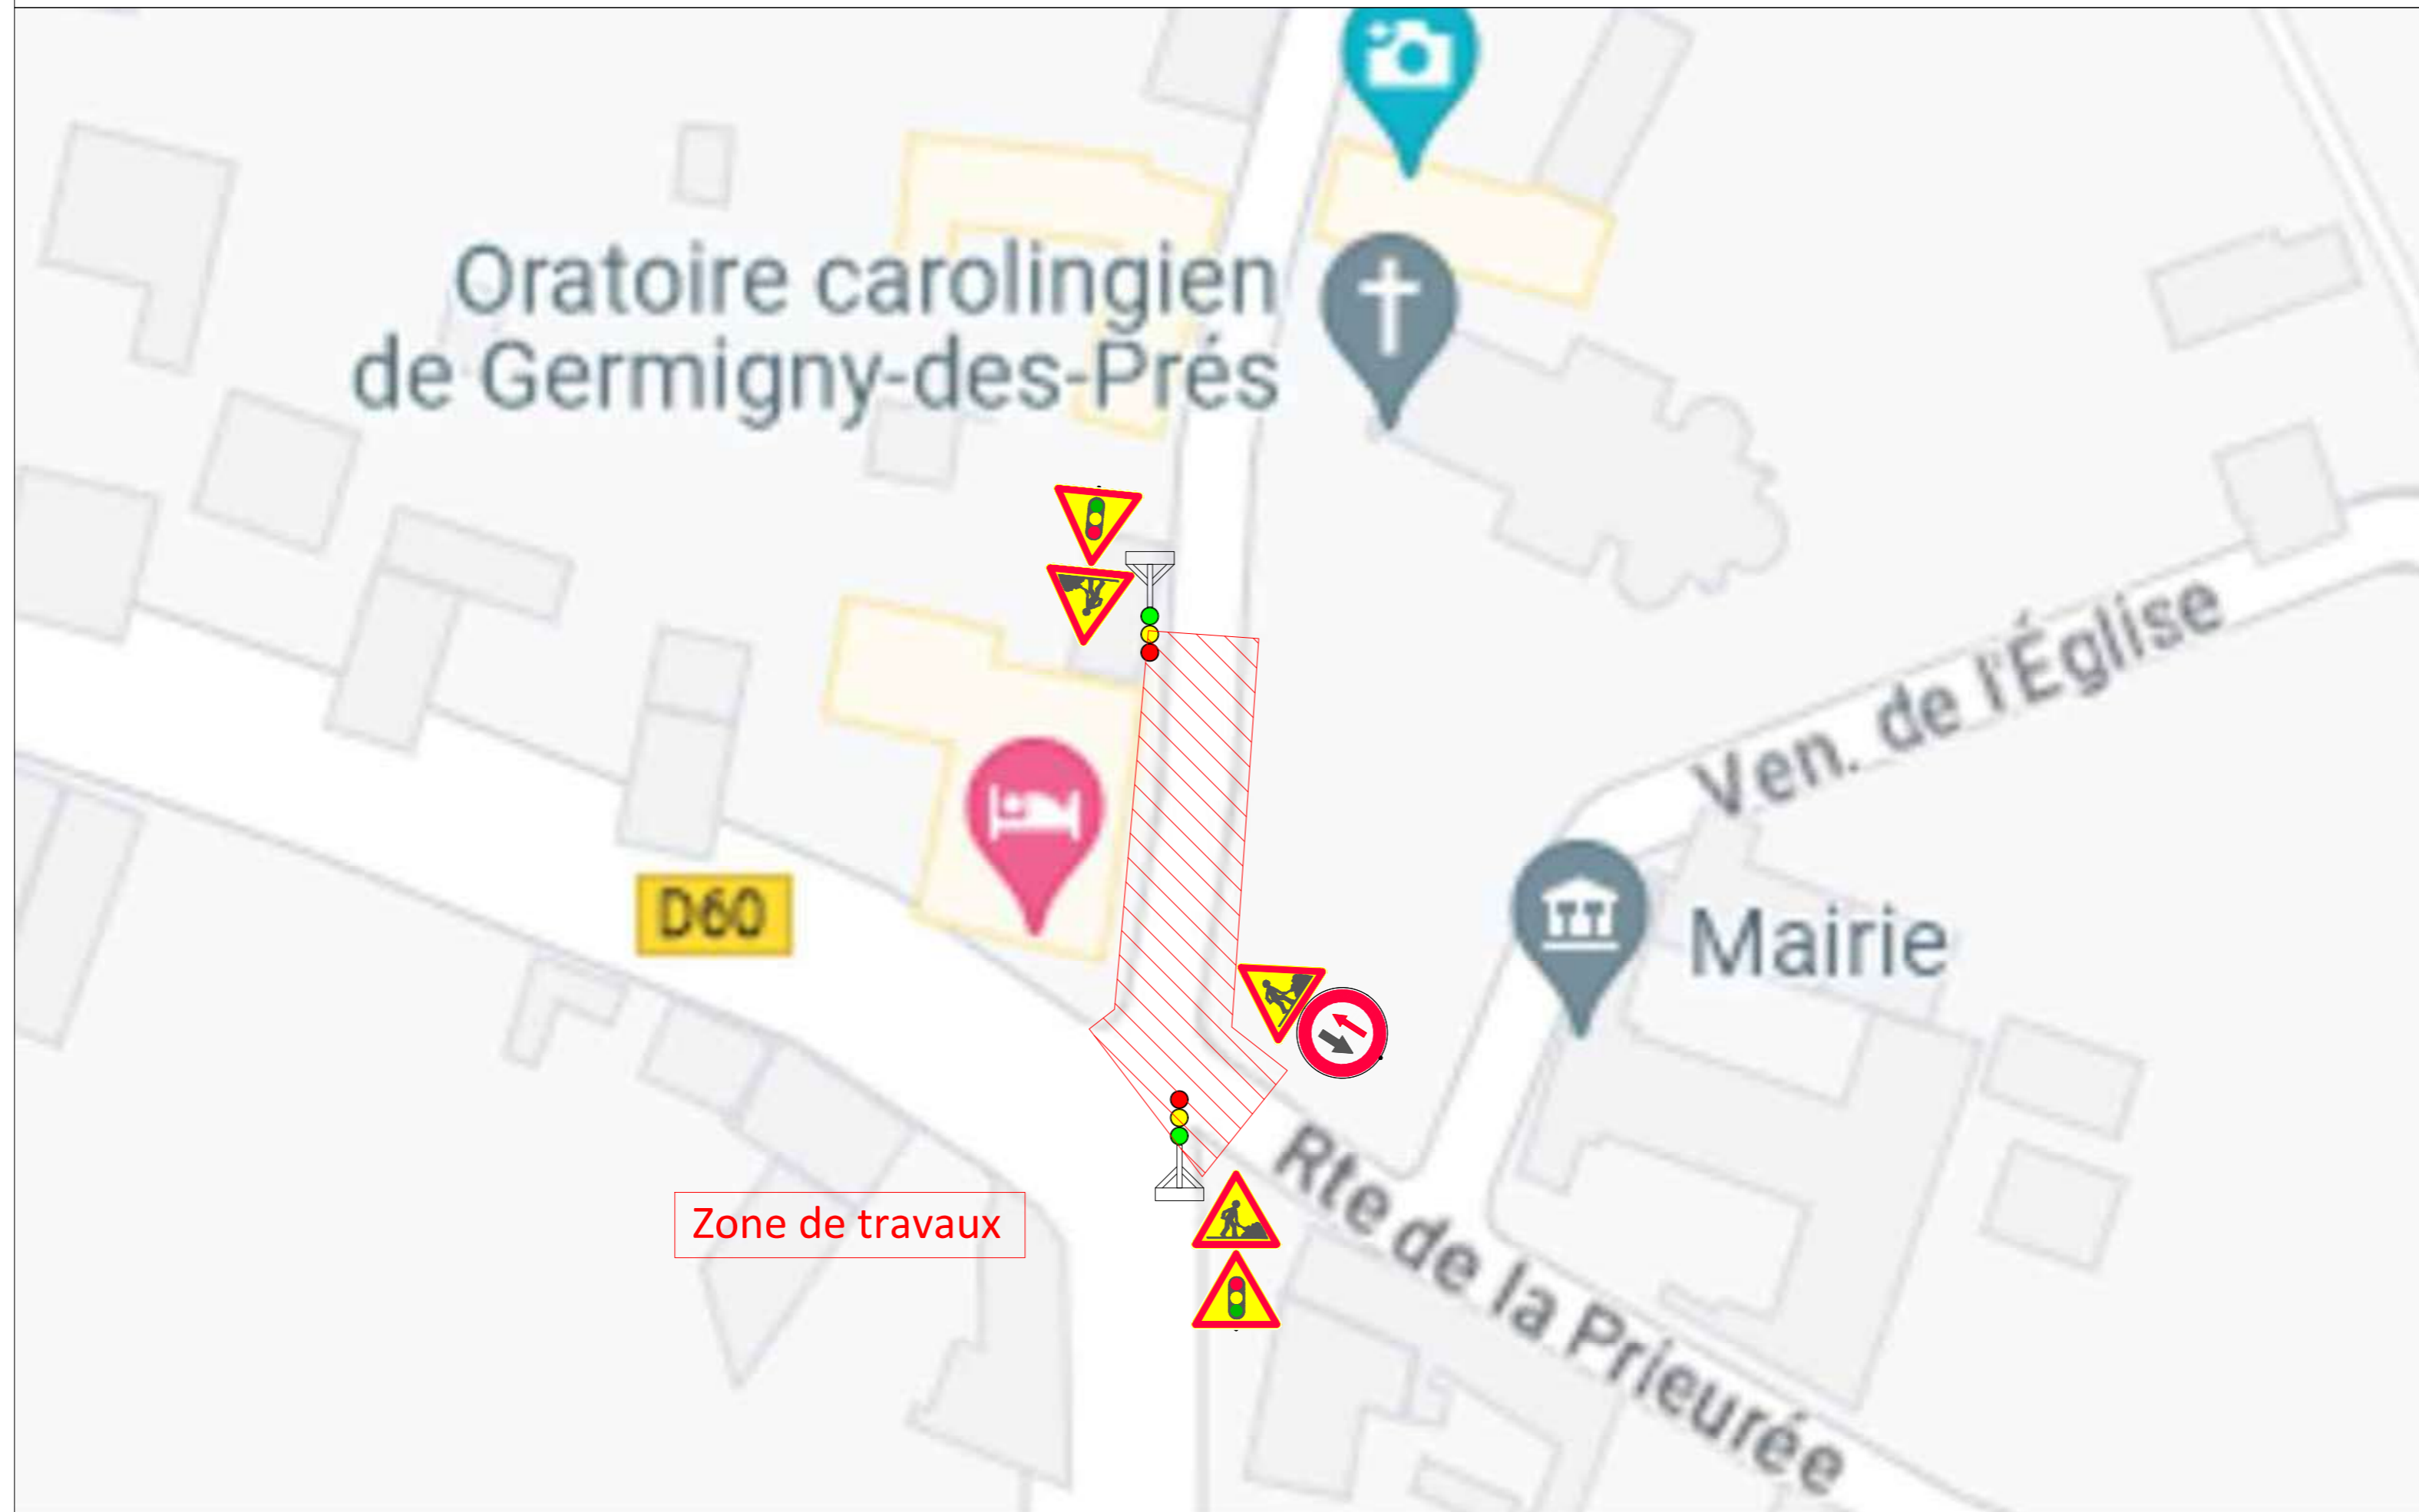 Oratoire carolingien
de Germigny-des-Prés
Ven. de l'Église
D60
Mairie
Rte de la Prieurée
Zone de travaux